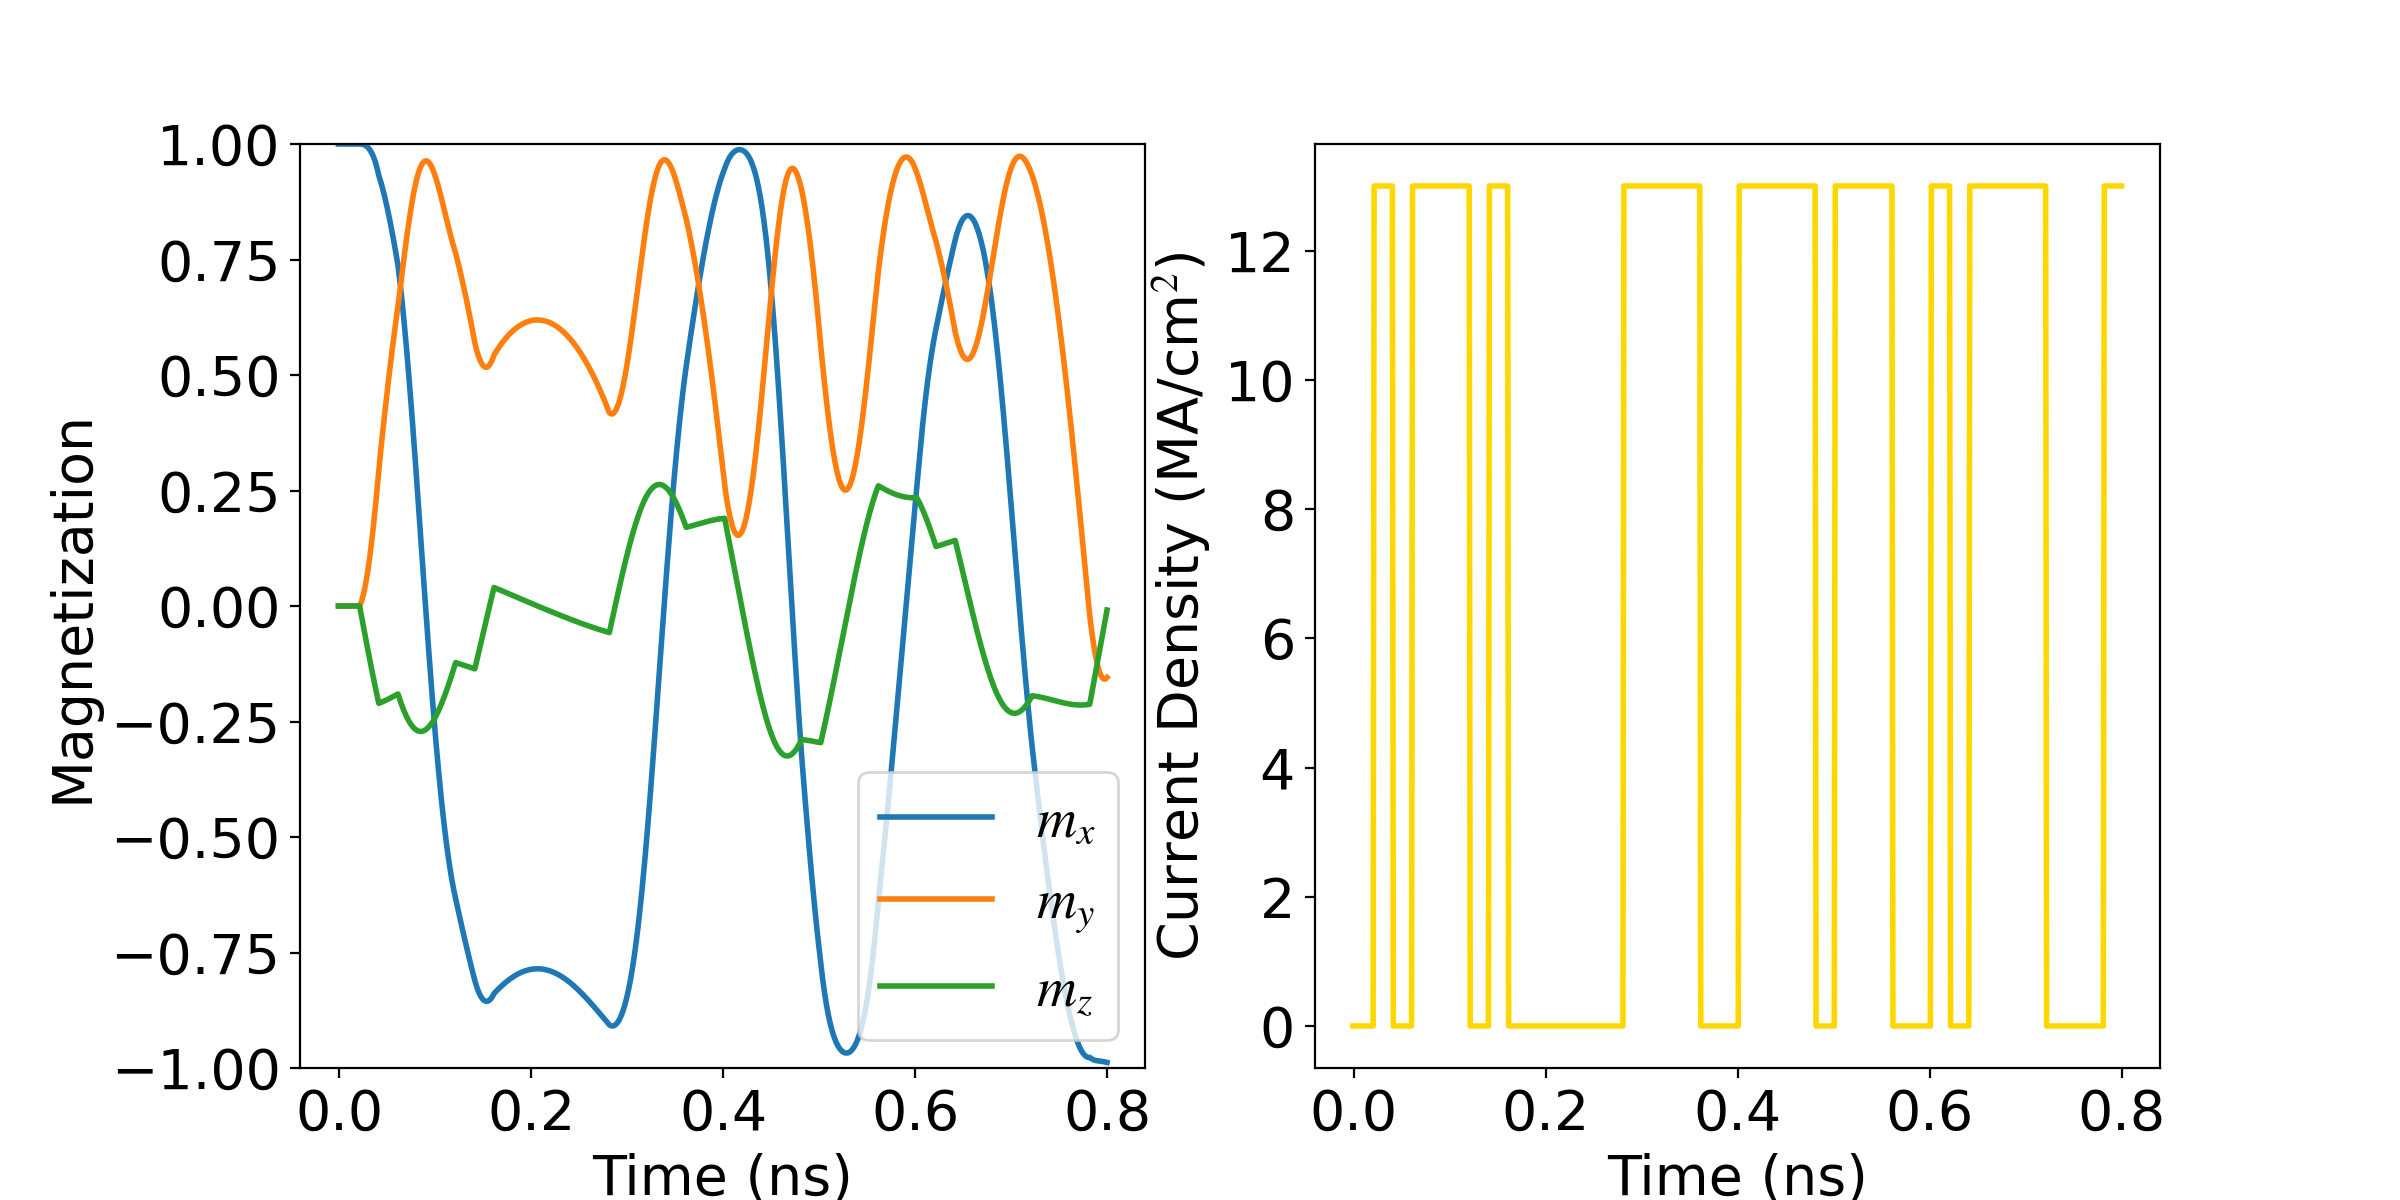 1.00
0.75
0.50
0.25
0.00
−0.25
−0.50
−0.75
−1.00
Magnetization
0.0 0.2 0.4 0.6 0.8
Time (ns)
m_x
m_y
m_z
12
10
8
6
4
2
0
Current Density (MA/cm²)
0.0 0.2 0.4 0.6 0.8
Time (ns)